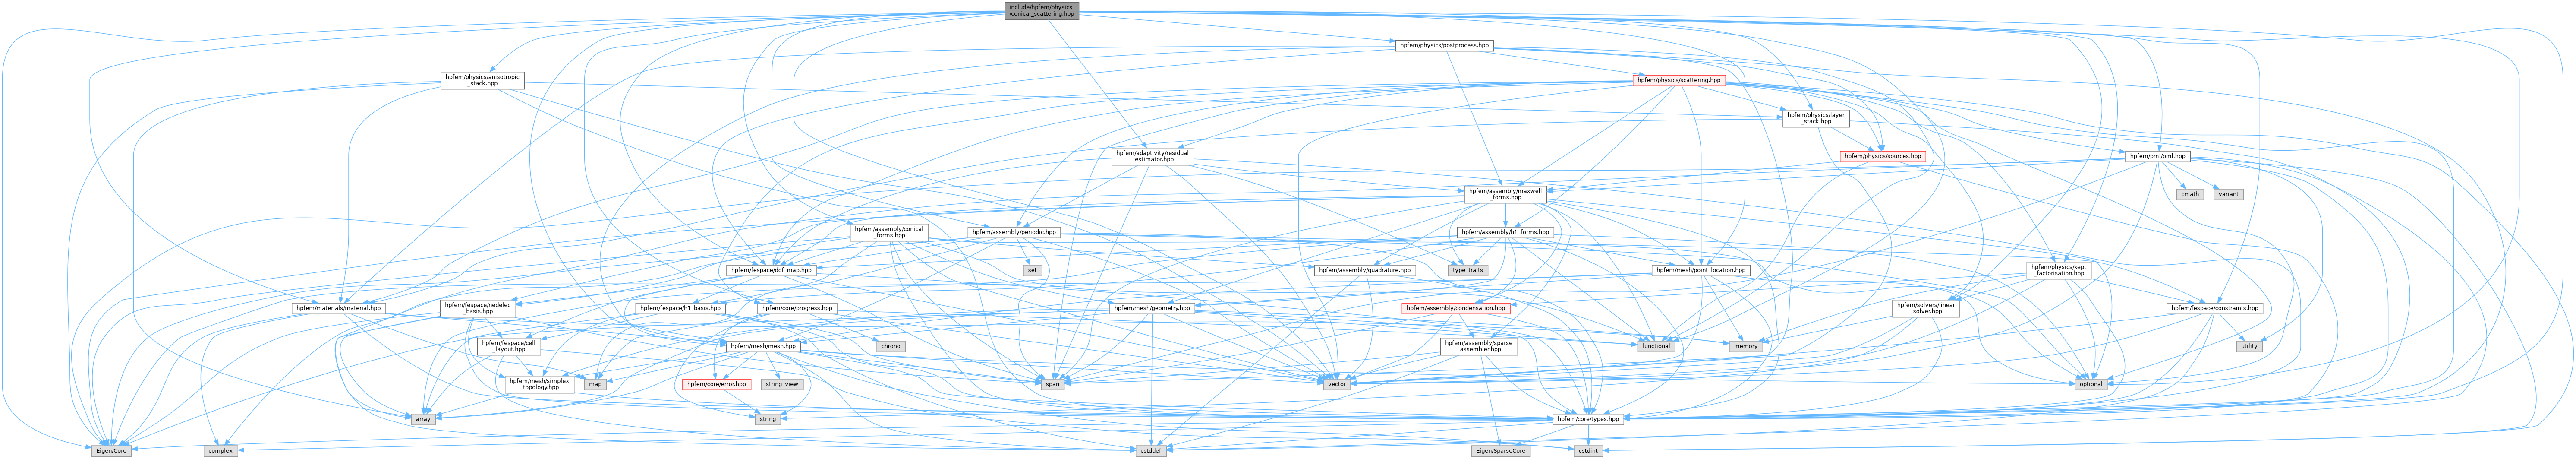 include/hpfem/physics
/conical_scattering.hpp
hpfem/physics/postprocess.hpp
hpfem/physics/anisotropic
_stack.hpp
hpfem/physics/scattering.hpp
hpfem/physics/layer
_stack.hpp
hpfem/adaptivity/residual
_estimator.hpp
hpfem/physics/sources.hpp
hpfem/pml/pml.hpp
hpfem/assembly/maxwell
_forms.hpp
cmath
variant
hpfem/assembly/conical
_forms.hpp
hpfem/assembly/periodic.hpp
hpfem/assembly/h1_forms.hpp
set
hpfem/fespace/dof_map.hpp
hpfem/assembly/quadrature.hpp
type_traits
hpfem/mesh/point_location.hpp
hpfem/physics/kept
_factorisation.hpp
hpfem/materials/material.hpp
hpfem/fespace/nedelec
_basis.hpp
hpfem/fespace/h1_basis.hpp
hpfem/core/progress.hpp
hpfem/mesh/geometry.hpp
hpfem/assembly/condensation.hpp
hpfem/solvers/linear
_solver.hpp
hpfem/fespace/constraints.hpp
hpfem/fespace/cell
_layout.hpp
hpfem/mesh/mesh.hpp
chrono
hpfem/assembly/sparse
_assembler.hpp
functional
memory
utility
hpfem/mesh/simplex
_topology.hpp
map
hpfem/core/error.hpp
string_view
span
vector
optional
array
string
hpfem/core/types.hpp
Eigen/Core
complex
cstddef
Eigen/SparseCore
cstdint